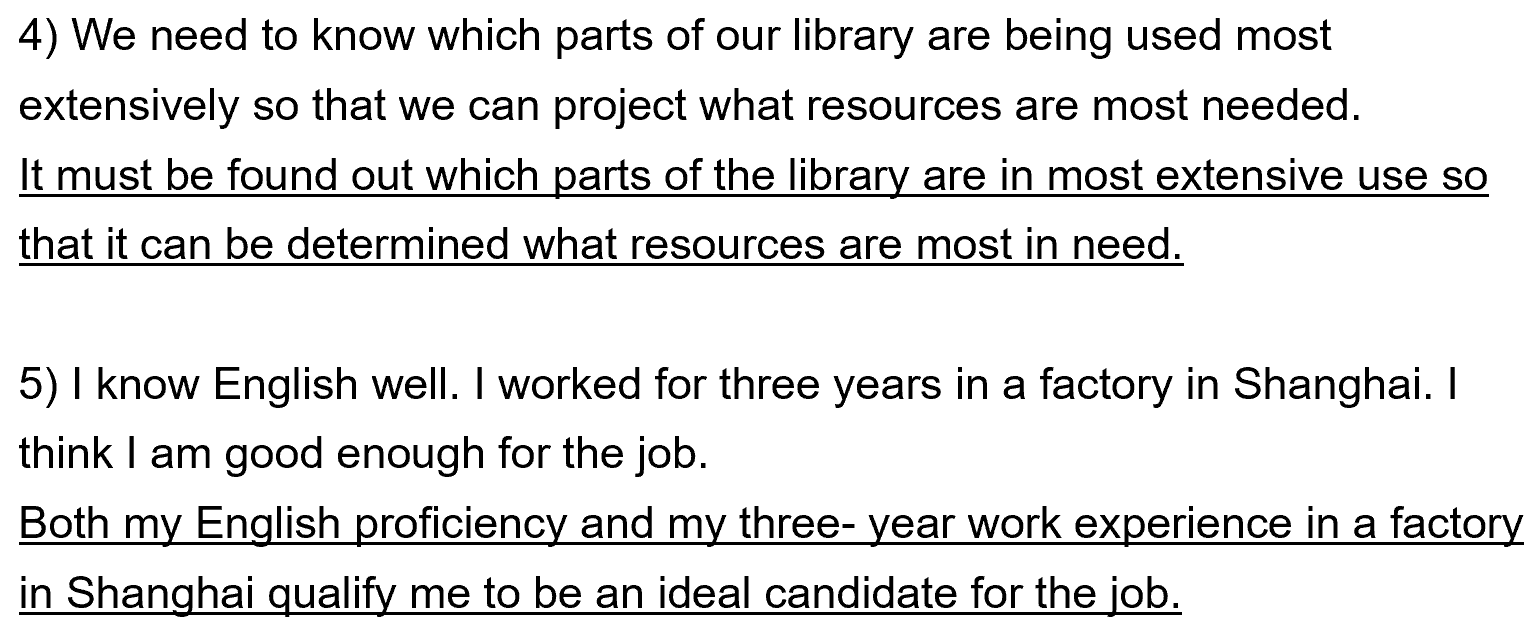 4) We need to know which parts of our library are being used most
extensively so that we can project what resources are most needed.
It must be found out which parts of the library are in most extensive use so
that it can be determined what resources are most in need.
5) I know English well. I worked for three years in a factory in Shanghai. I
think I am good enough for the job.
Both my English proficiency and my three- year work experience in a factory
in Shanghai qualify me to be an ideal candidate for the job.